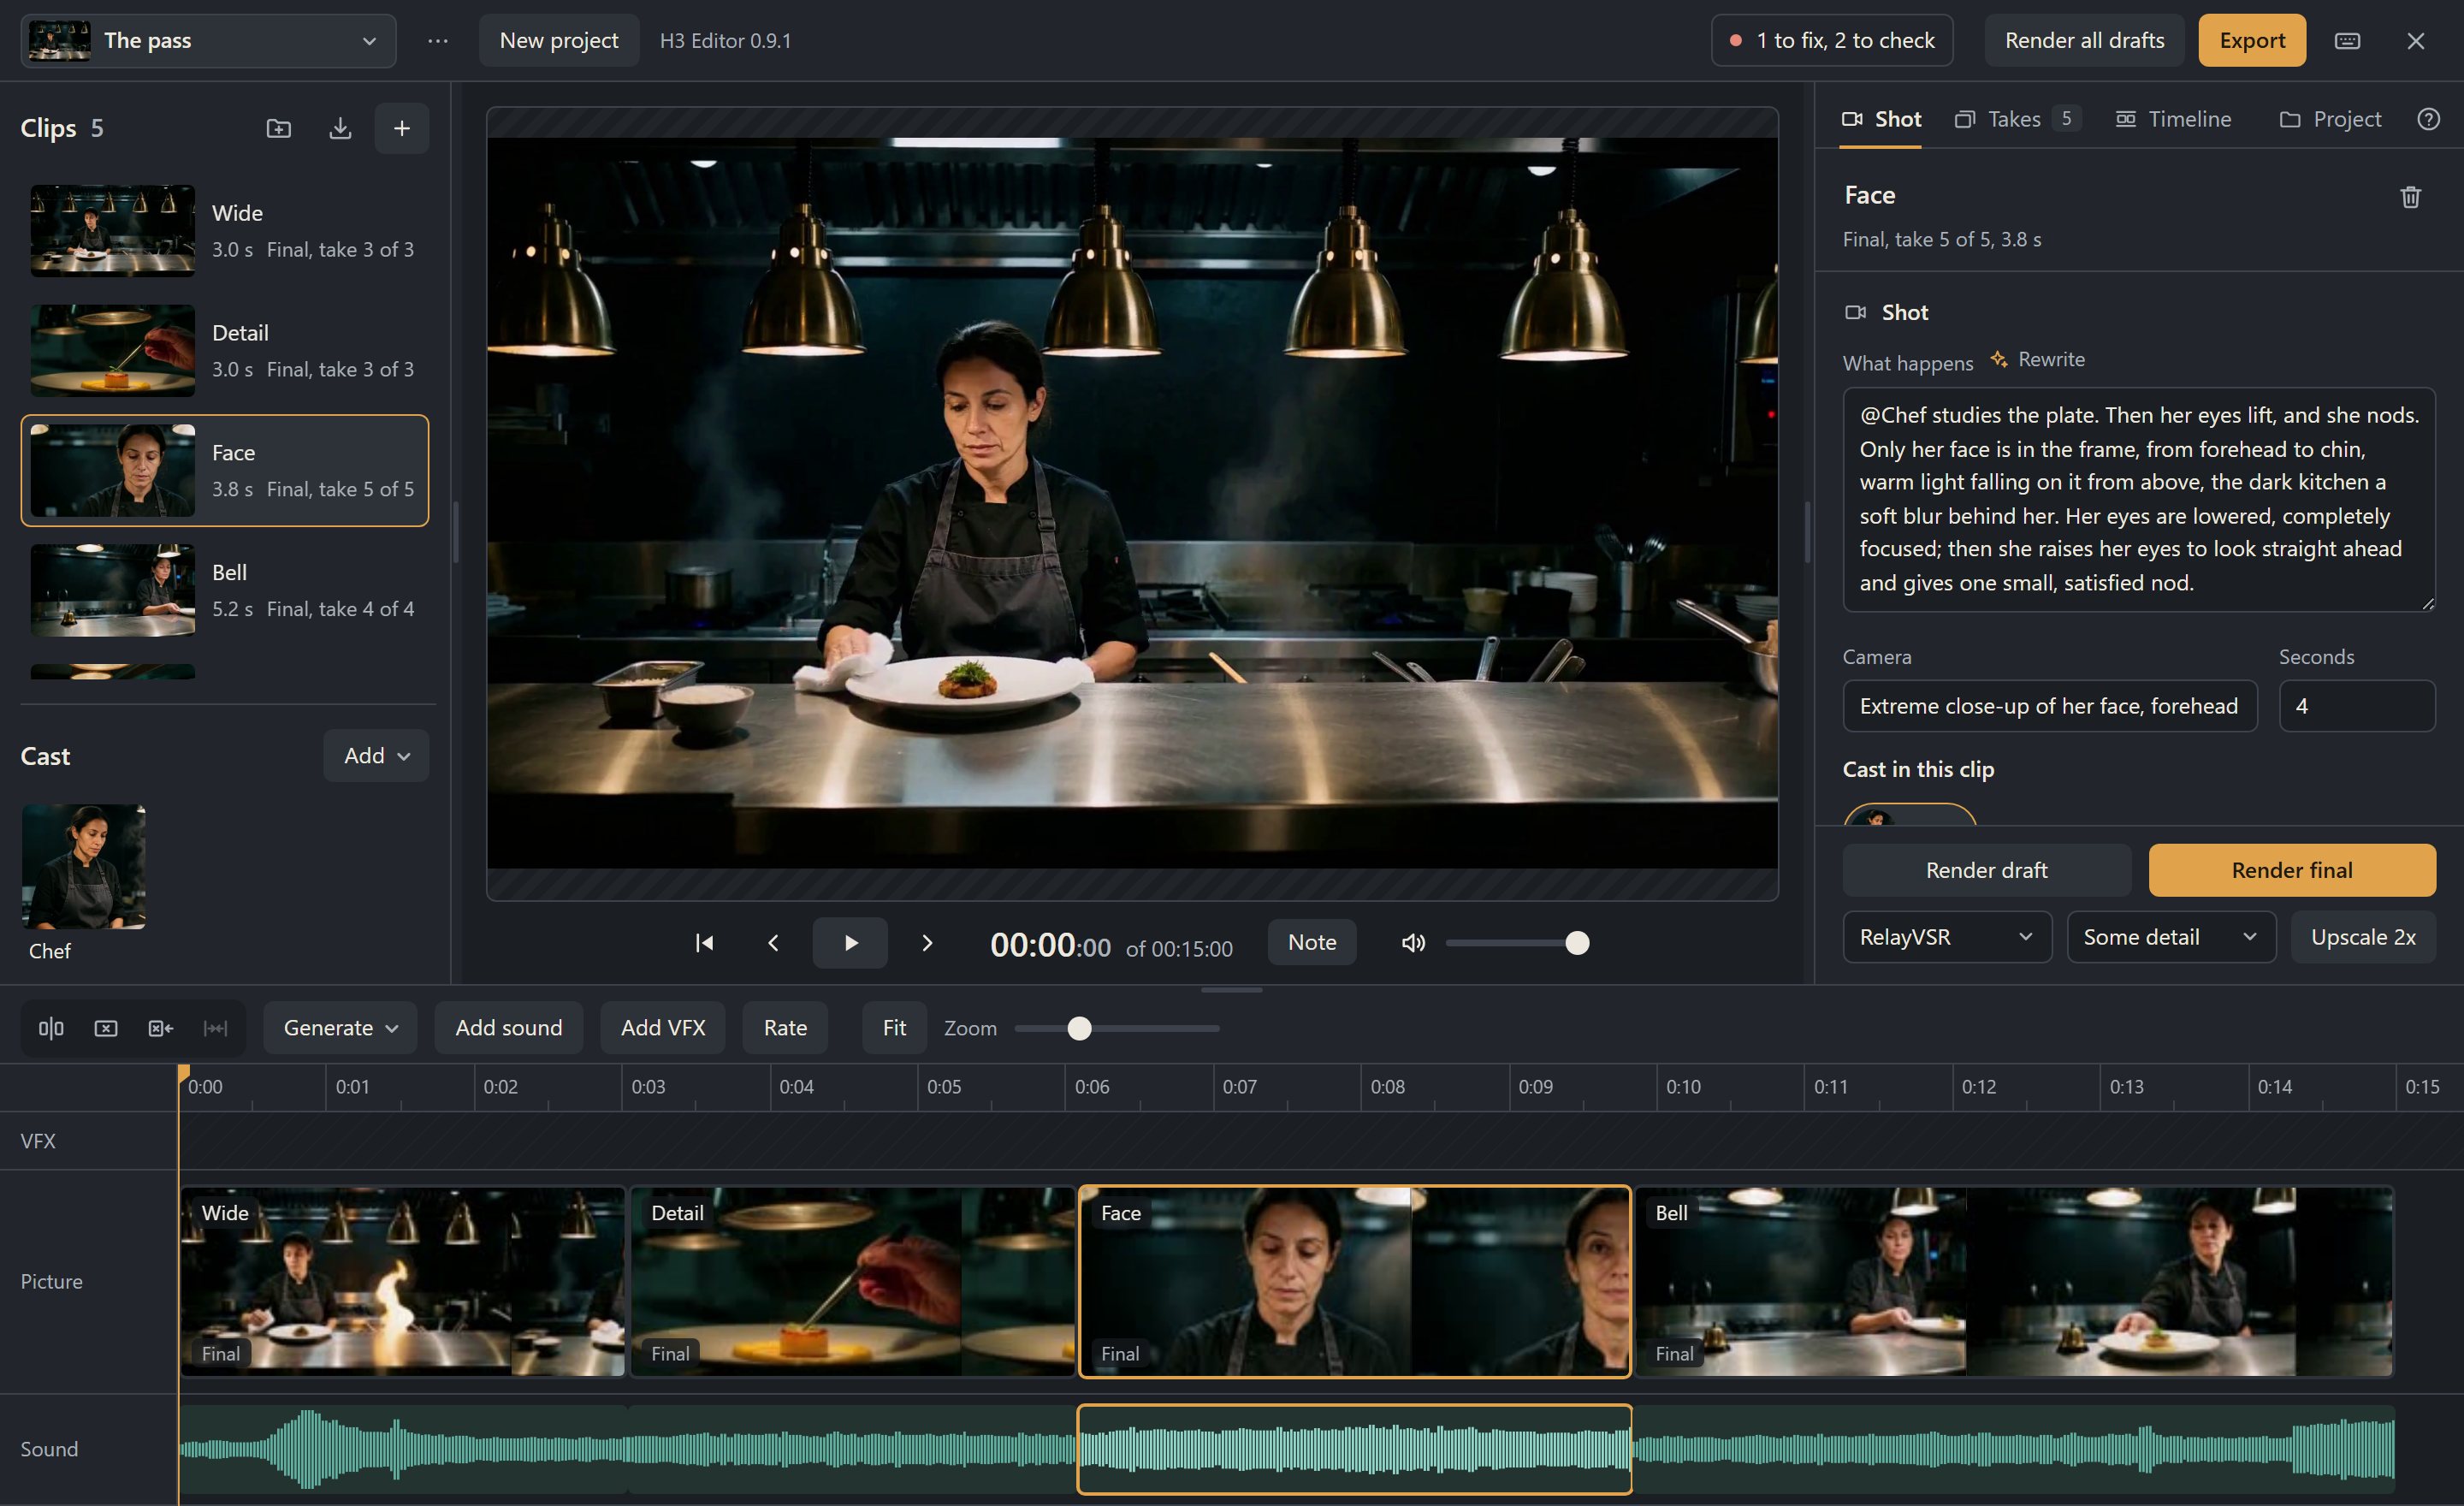 The pass
New project
H3 Editor 0.9.1
1 to fix, 2 to check
Render all drafts
Export
Clips 5
Wide
3.0 s Final, take 3 of 3
Detail
3.0 s Final, take 3 of 3
Face
3.8 s Final, take 5 of 5
Bell
5.2 s Final, take 4 of 4
Cast
Add
Chef
00:00:00 of 00:15:00
Note
Shot
Takes 5
Timeline
Project
Face
Final, take 5 of 5, 3.8 s
Shot
What happens
Rewrite
@Chef studies the plate. Then her eyes lift, and she nods.
Only her face is in the frame, from forehead to chin,
warm light falling on it from above, the dark kitchen a
soft blur behind her. Her eyes are lowered, completely
focused; then she raises her eyes to look straight ahead
and gives one small, satisfied nod.
Camera
Seconds
Extreme close-up of her face, forehead
4
Cast in this clip
Render draft
Render final
RelayVSR
Some detail
Upscale 2x
Generate
Add sound
Add VFX
Rate
Fit
Zoom
0:00 0:01 0:02 0:03 0:04 0:05 0:06 0:07 0:08 0:09 0:10 0:11 0:12 0:13 0:14 0:15
VFX
Picture
Wide
Final
Detail
Final
Face
Final
Bell
Final
Sound